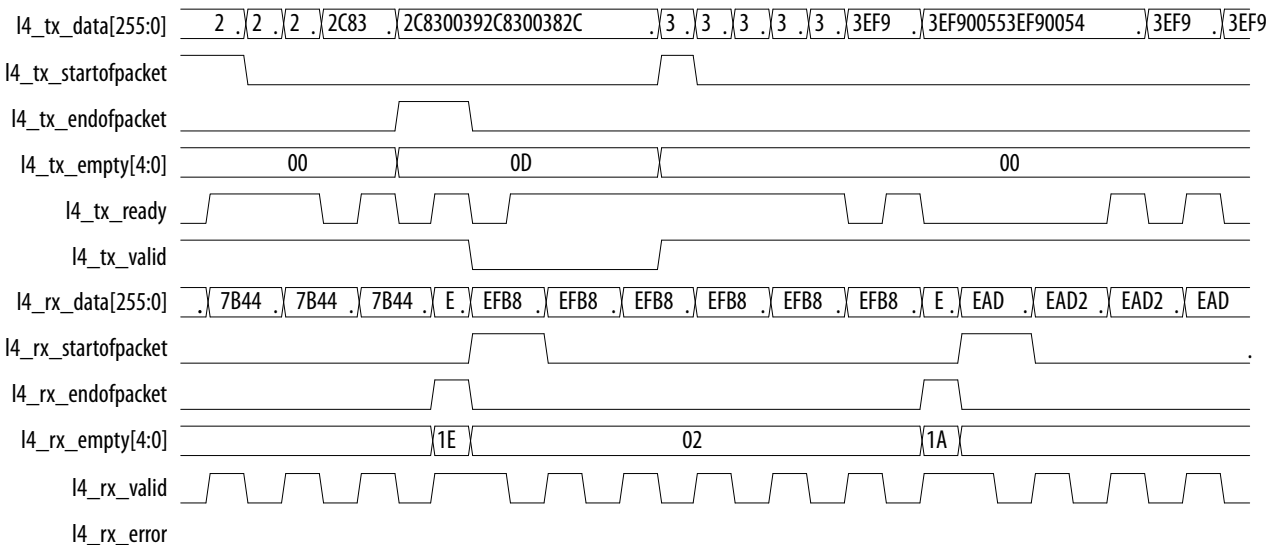 l4_tx_data[255:0] 2 . 2 . 2 . 2C83 . 2C8300392C8300382C . 3 . 3 . 3 . 3 . 3 . 3EF9 . 3EF900553EF90054 . 3EF9 . 3EF9
l4_tx_startofpacket
l4_tx_endofpacket
l4_tx_empty[4:0] 00 0D 00
l4_tx_ready
l4_tx_valid
l4_rx_data[255:0] . 7B44 . 7B44 . 7B44 . E . EFB8 . EFB8 . EFB8 . EFB8 . EFB8 . EFB8 . E . EAD . EAD2 . EAD2 . EAD
l4_rx_startofpacket .
l4_rx_endofpacket
l4_rx_empty[4:0] 1E 02 1A
l4_rx_valid
l4_rx_error